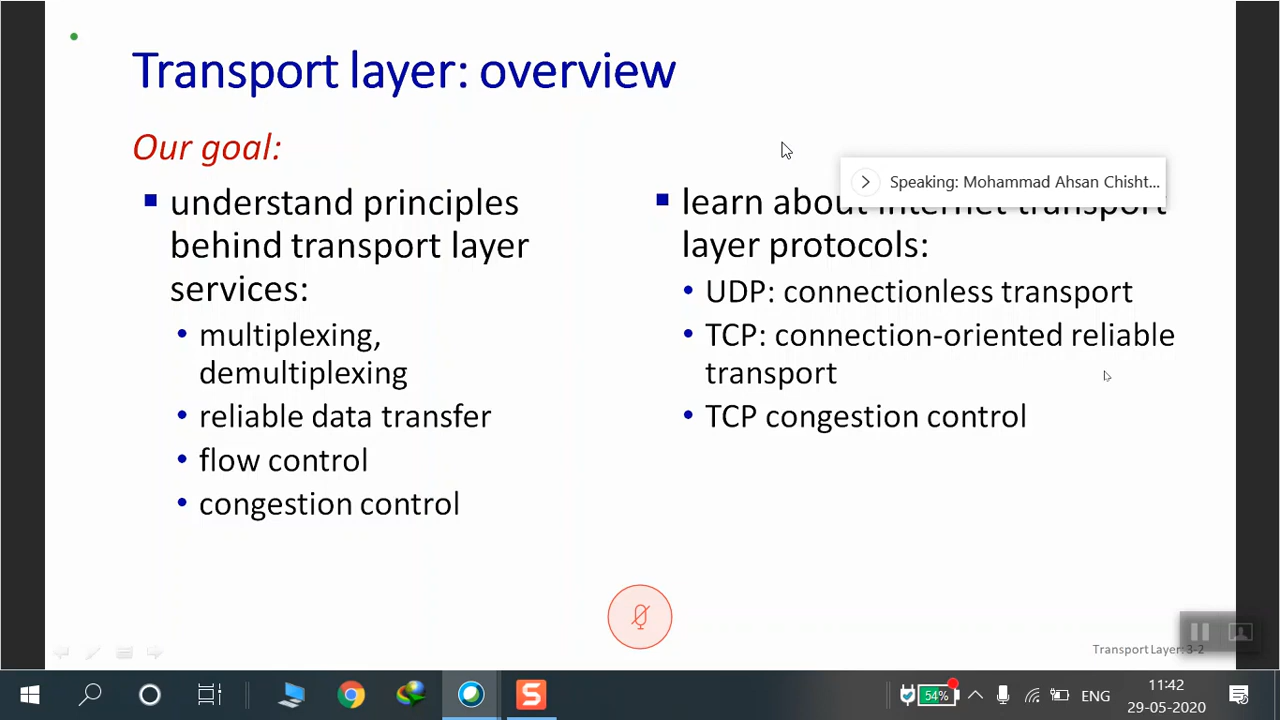 Transport layer: overview
Our goal:
understand principles
behind transport layer
services:
multiplexing,
demultiplexing
reliable data transfer
flow control
congestion control
Speaking: Mohammad Ahsan Chisht...
learn about Internet transport
layer protocols:
UDP: connectionless transport
TCP: connection-oriented reliable
transport
TCP congestion control
Transport Layer: 3-2
S
54%
ENG
11:42
29-05-2020